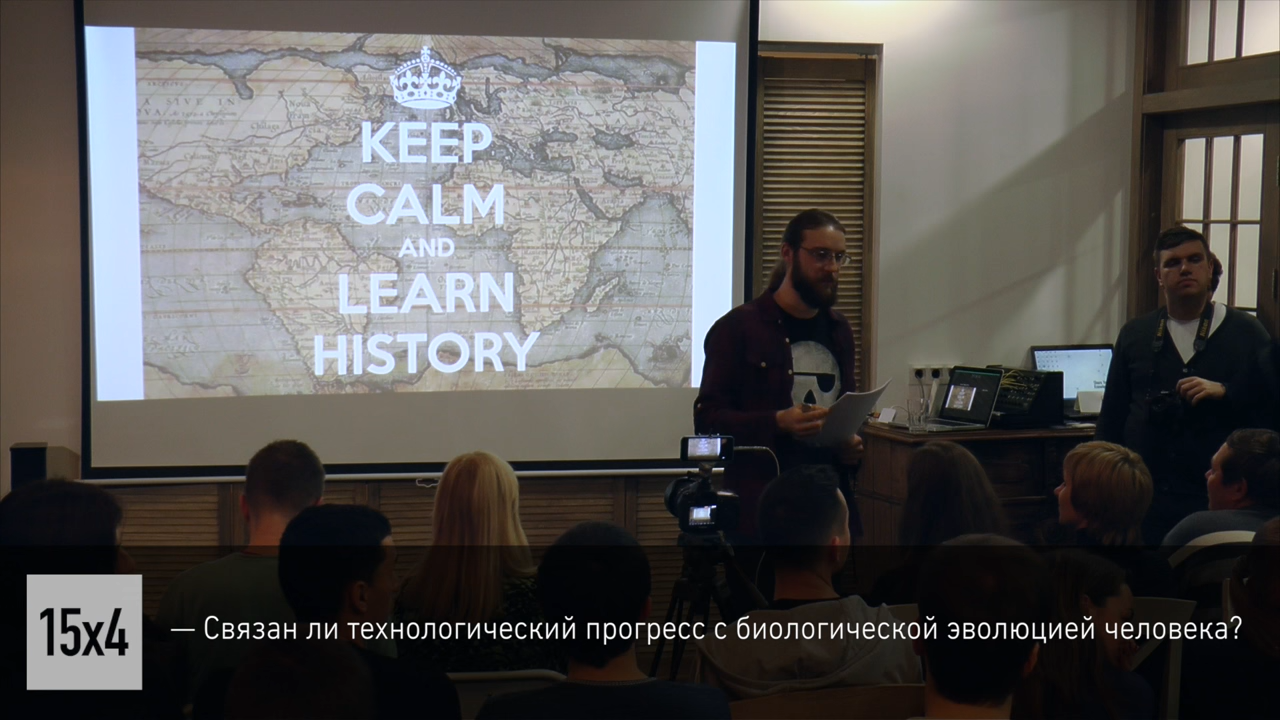 KEEP
CALM
AND
LEARN
HISTORY
15x4
— Связан ли технологический прогресс с биологической эволюцией человека?